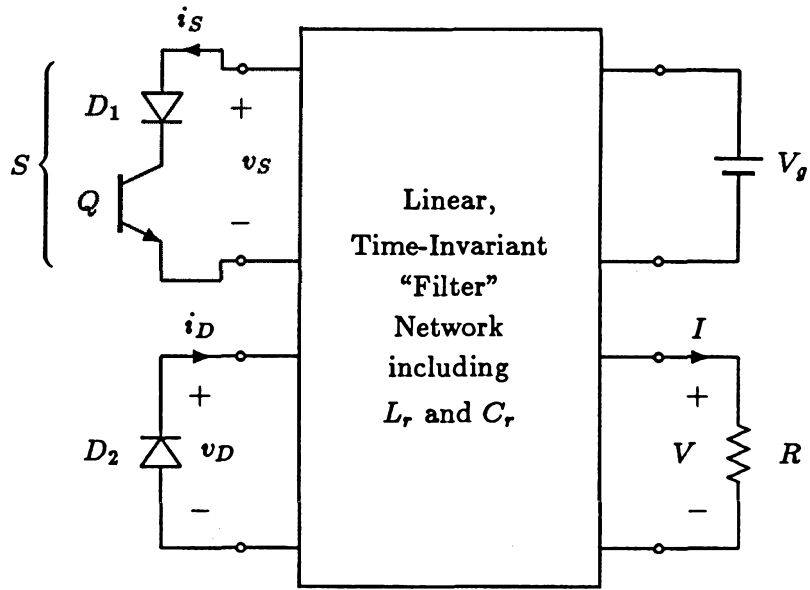 i_S
D_1
+
S
v_S
Q
−
V_g
Linear,
Time-Invariant
“Filter”
Network
including
L_r and C_r
i_D
I
+
+
D_2
v_D
V
R
−
−